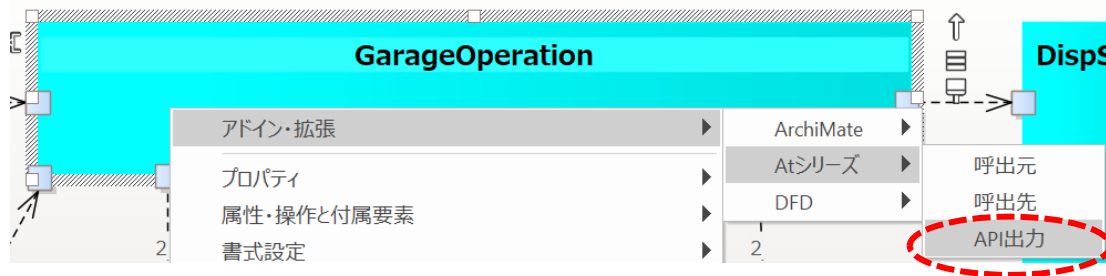 GarageOperation
DispS
アドイン・拡張
ArchiMate
Atシリーズ
呼出元
プロパティ
DFD
呼出先
属性・操作と付属要素
API出力
2
書式設定
2